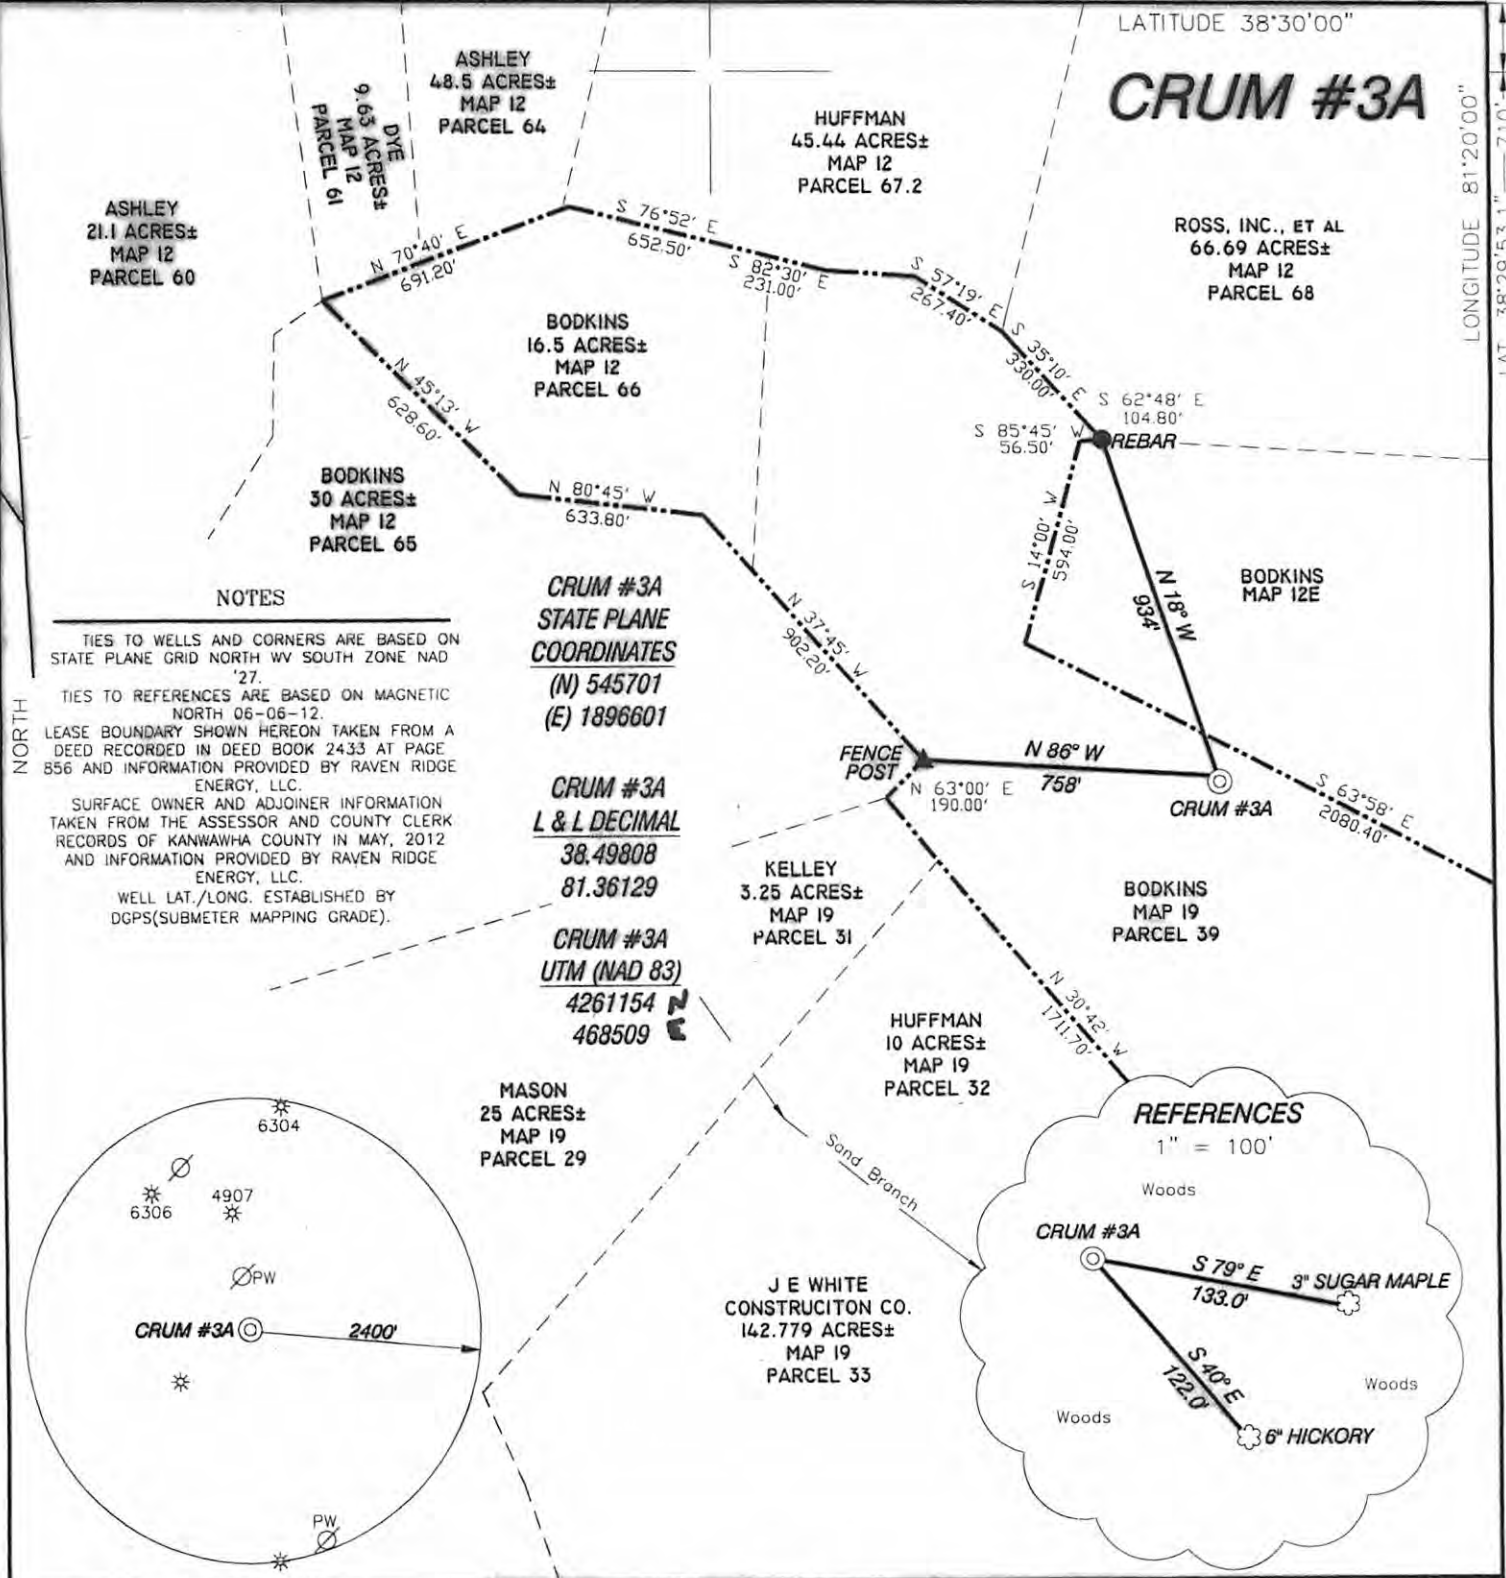 LATITUDE 38°30'00"
CRUM #3A
LONGITUDE 81°20'00"
ASHLEY
48.5 ACRES±
MAP 12
PARCEL 64
DYE
9.63 ACRES±
MAP 12
PARCEL 61
HUFFMAN
45.44 ACRES±
MAP 12
PARCEL 67.2
ASHLEY
21.1 ACRES±
MAP 12
PARCEL 60
ROSS, INC., ET AL
66.69 ACRES±
MAP 12
PARCEL 68
N 70°40' E
691.20'
S 76°52' E
652.50'
S 82°30' E
231.00'
S 57°19' E
267.40'
S 35°10' E
330.00'
S 62°48' E
104.80'
S 85°45' W
56.50'
REBAR
BODKINS
16.5 ACRES±
MAP 12
PARCEL 66
N 45°13' W
628.60'
BODKINS
30 ACRES±
MAP 12
PARCEL 65
N 80°45' W
633.80'
S 14°00' W
594.00'
N 18° W
934'
BODKINS
MAP 12E
NOTES
TIES TO WELLS AND CORNERS ARE BASED ON
STATE PLANE GRID NORTH WV SOUTH ZONE NAD
'27.
TIES TO REFERENCES ARE BASED ON MAGNETIC
NORTH 06-06-12.
LEASE BOUNDARY SHOWN HEREON TAKEN FROM A
DEED RECORDED IN DEED BOOK 2433 AT PAGE
856 AND INFORMATION PROVIDED BY RAVEN RIDGE
ENERGY, LLC.
SURFACE OWNER AND ADJOINER INFORMATION
TAKEN FROM THE ASSESSOR AND COUNTY CLERK
RECORDS OF KANWAWHA COUNTY IN MAY, 2012
AND INFORMATION PROVIDED BY RAVEN RIDGE
ENERGY, LLC.
WELL LAT./LONG. ESTABLISHED BY
DGPS(SUBMETER MAPPING GRADE).
NORTH
CRUM #3A
STATE PLANE
COORDINATES
(N) 545701
(E) 1896601
CRUM #3A
L & L DECIMAL
38.49808
81.36129
CRUM #3A
UTM (NAD 83)
4261154 N
468509 E
N 37°45' W
902.20'
FENCE
POST
N 86° W
758'
CRUM #3A
N 63°00' E
190.00'
S 63°58' E
2080.40'
KELLEY
3.25 ACRES±
MAP 19
PARCEL 31
BODKINS
MAP 19
PARCEL 39
N 30°42' W
1711.70'
HUFFMAN
10 ACRES±
MAP 19
PARCEL 32
MASON
25 ACRES±
MAP 19
PARCEL 29
Sand Branch
J E WHITE
CONSTRUCITON CO.
142.779 ACRES±
MAP 19
PARCEL 33
6304
6306
4907
PW
CRUM #3A
2400'
PW
REFERENCES
1" = 100'
Woods
CRUM #3A
S 79° E
133.0'
3" SUGAR MAPLE
S 40° E
122.0'
Woods
Woods
6" HICKORY